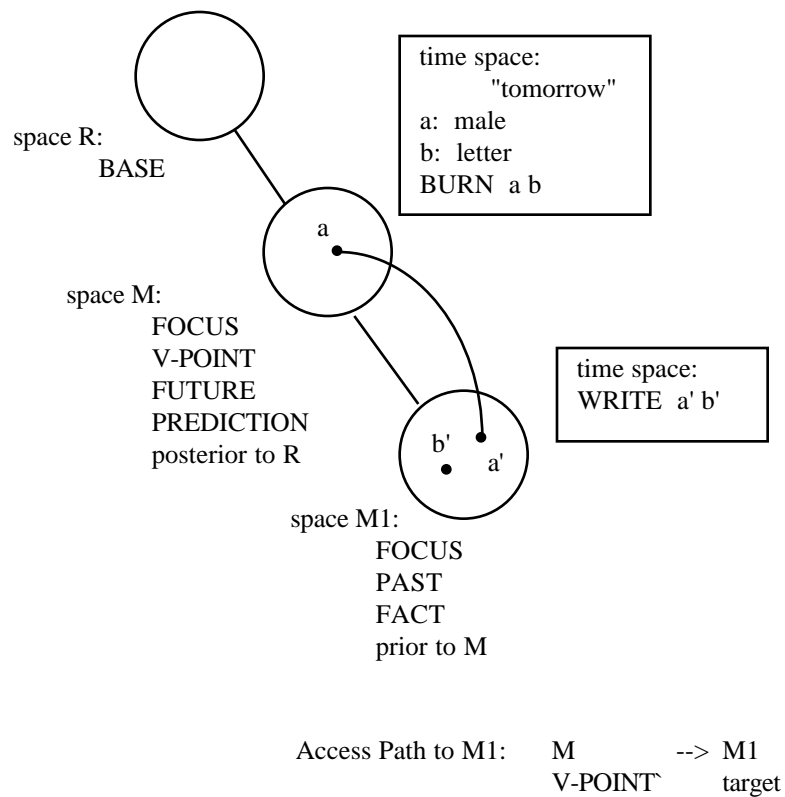 time space:
"tomorrow"
a: male
b: letter
BURN a b
space R:
BASE
a
space M:
FOCUS
V-POINT
FUTURE
PREDICTION
posterior to R
time space:
WRITE a' b'
b'
a'
space M1:
FOCUS
PAST
FACT
prior to M
Access Path to M1: M --> M1
V-POINT` target